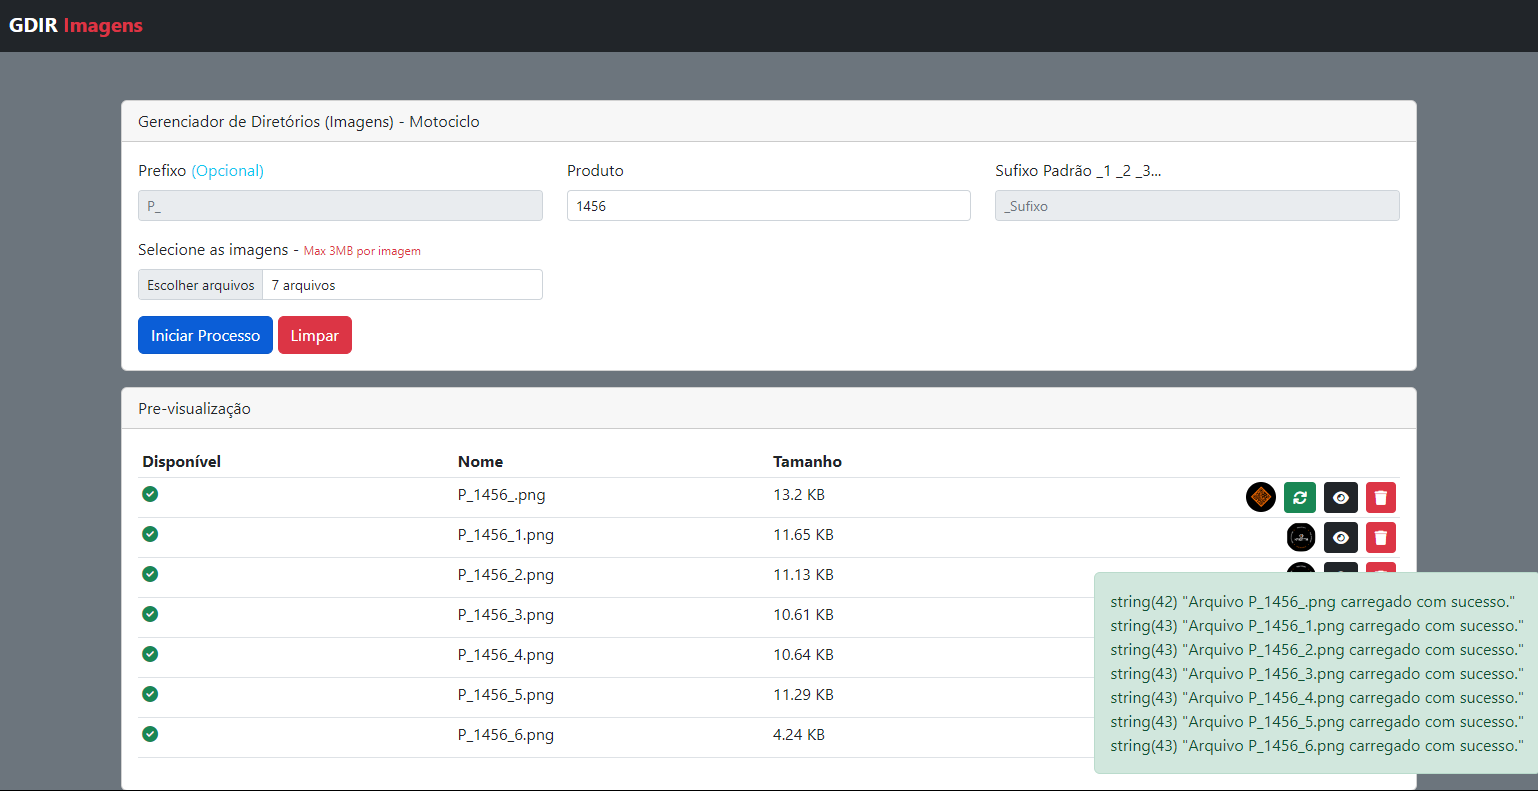 GDIR Imagens
Gerenciador de Diretórios (Imagens) - Motociclo
Prefixo (Opcional)
Produto
Sufixo Padrão _1 _2 _3...
P_
1456
_Sufixo
Selecione as imagens - Max 3MB por imagem
Escolher arquivos 7 arquivos
Iniciar Processo Limpar
Pre-visualização
Disponível Nome Tamanho
P_1456_.png 13.2 KB
P_1456_1.png 11.65 KB
P_1456_2.png 11.13 KB
P_1456_3.png 10.61 KB
P_1456_4.png 10.64 KB
P_1456_5.png 11.29 KB
P_1456_6.png 4.24 KB
string(42) "Arquivo P_1456_.png carregado com sucesso."
string(43) "Arquivo P_1456_1.png carregado com sucesso."
string(43) "Arquivo P_1456_2.png carregado com sucesso."
string(43) "Arquivo P_1456_3.png carregado com sucesso."
string(43) "Arquivo P_1456_4.png carregado com sucesso."
string(43) "Arquivo P_1456_5.png carregado com sucesso."
string(43) "Arquivo P_1456_6.png carregado com sucesso."